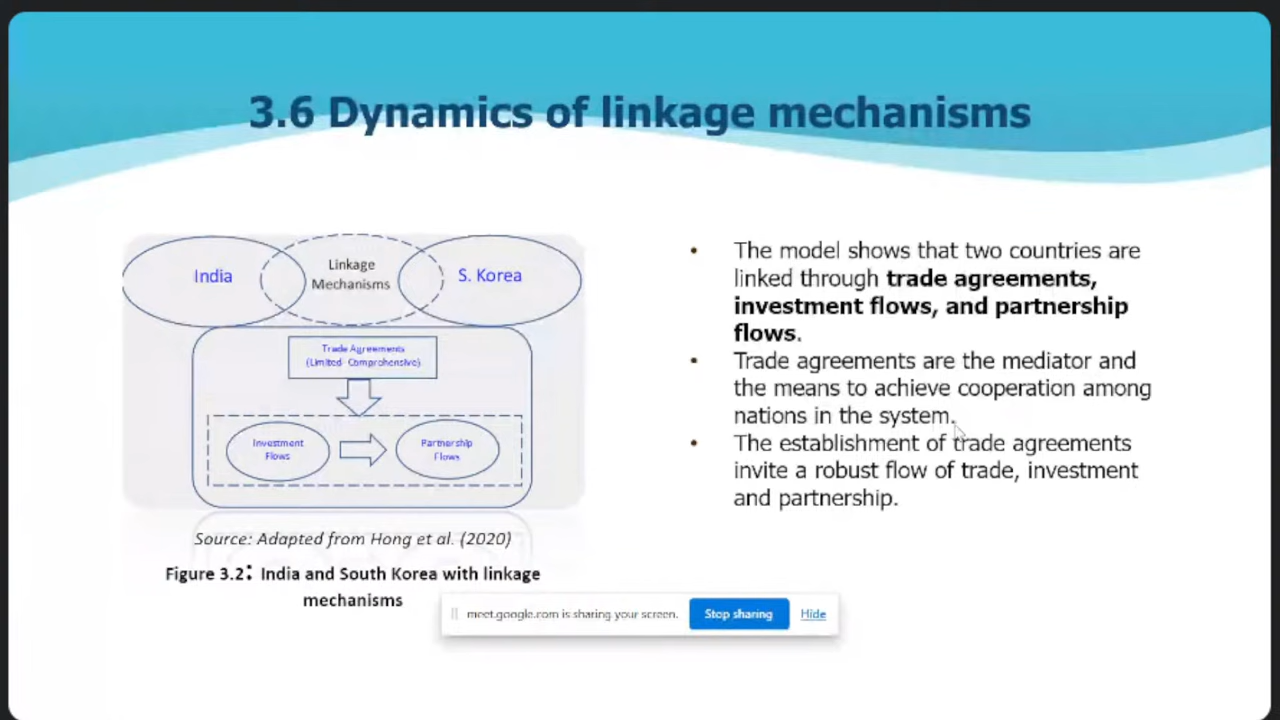 3.6 Dynamics of linkage mechanisms
India
Linkage
Mechanisms
S. Korea
Trade Agreements
(Limited- Comprehensive)
Investment
Flows
Partnership
Flows
Source: Adapted from Hong et al. (2020)
Figure 3.2: India and South Korea with linkage
mechanisms
• The model shows that two countries are
linked through trade agreements,
investment flows, and partnership
flows.
• Trade agreements are the mediator and
the means to achieve cooperation among
nations in the system.
• The establishment of trade agreements
invite a robust flow of trade, investment
and partnership.
meet.google.com is sharing your screen. Stop sharing Hide